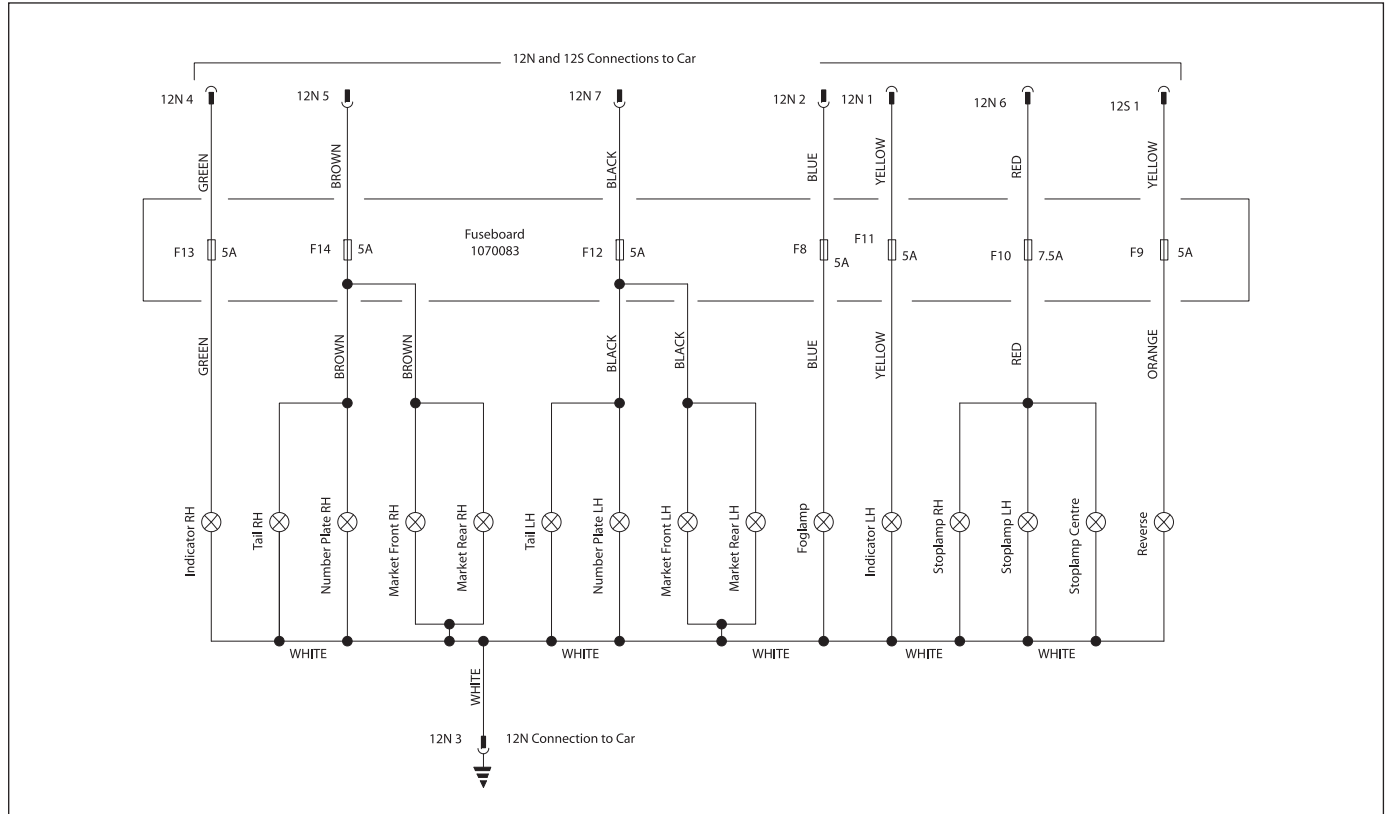 12N and 12S Connections to Car
12N 4
12N 5
12N 7
12N 2
12N 1
12N 6
12S 1
GREEN
BROWN
BLACK
BLUE
YELLOW
RED
YELLOW
Fuseboard
1070083
F13
5A
F14
5A
F12
5A
F8
5A
F11
5A
F10
7.5A
F9
5A
GREEN
BROWN
BROWN
BLACK
BLACK
BLUE
YELLOW
RED
ORANGE
Indicator RH
Tail RH
Number Plate RH
Market Front RH
Market Rear RH
Tail LH
Number Plate LH
Market Front LH
Market Rear LH
Foglamp
Indicator LH
Stoplamp RH
Stoplamp LH
Stoplamp Centre
Reverse
WHITE
WHITE
WHITE
WHITE
WHITE
WHITE
12N 3
12N Connection to Car